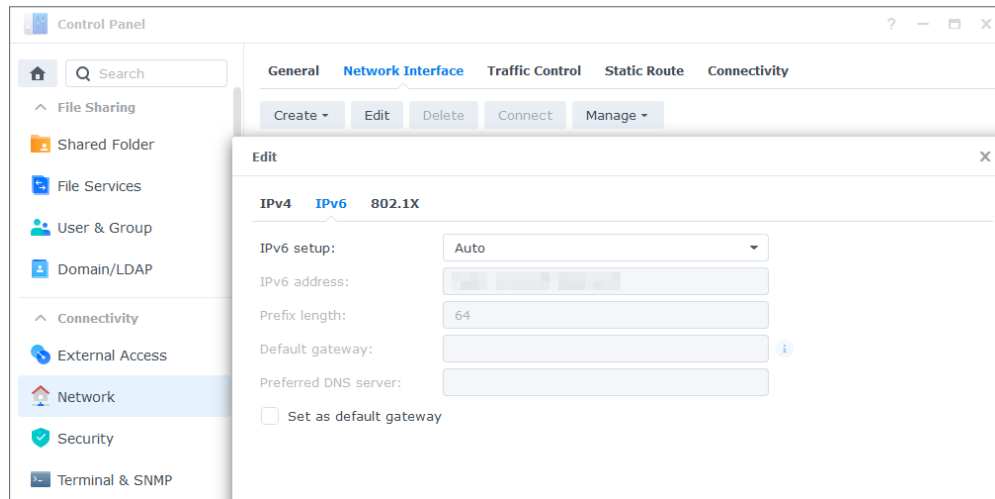 Control Panel
?
Search
General Network Interface Traffic Control Static Route Connectivity
File Sharing
Create Edit Delete Connect Manage
Shared Folder
Edit
File Services
IPv4 IPv6 802.1X
User & Group
IPv6 setup: Auto
Domain/LDAP
IPv6 address:
Prefix length: 64
Connectivity
Default gateway: i
External Access
Preferred DNS server:
Network
Set as default gateway
Security
Terminal & SNMP